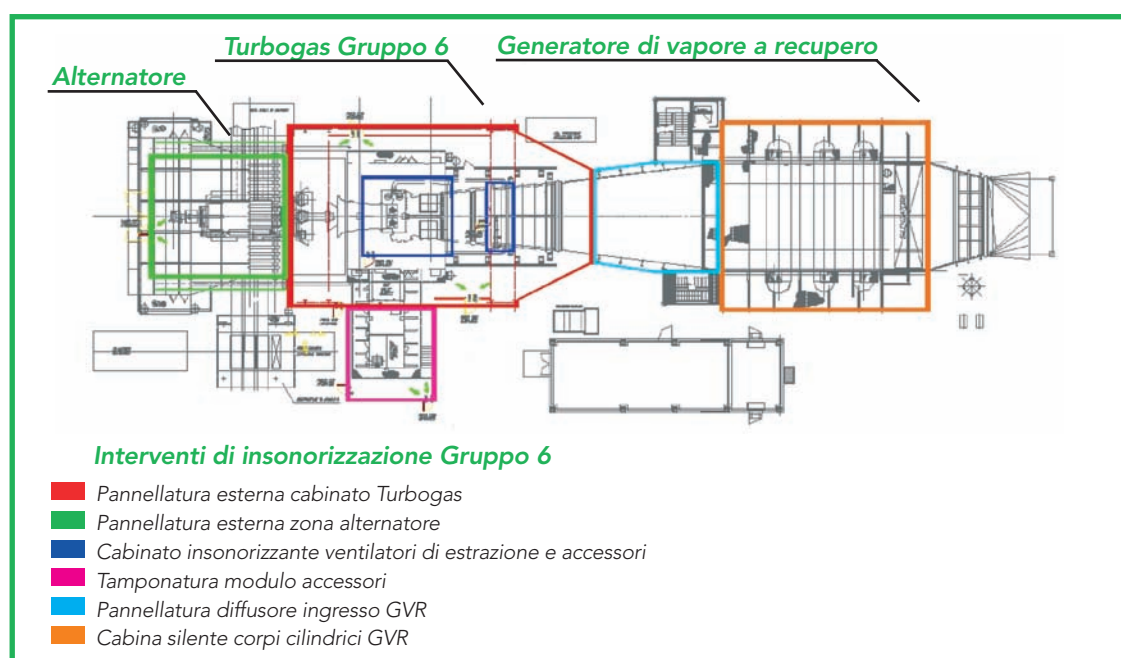 Turbogas Gruppo 6
Generatore di vapore a recupero
Alternatore
Interventi di insonorizzazione Gruppo 6
Pannellatura esterna cabinato Turbogas
Pannellatura esterna zona alternatore
Cabinato insonorizzante ventilatori di estrazione e accessori
Tamponatura modulo accessori
Pannellatura diffusore ingresso GVR
Cabina silente corpi cilindrici GVR